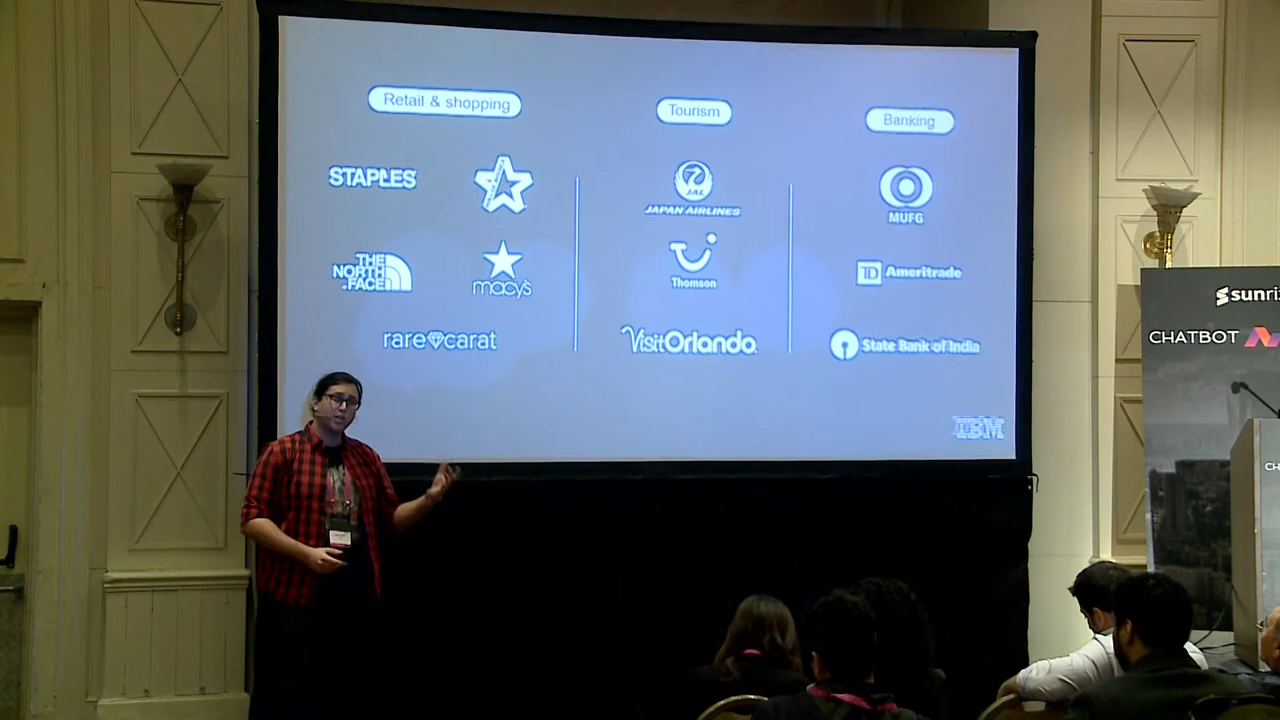 Retail & shopping
STAPLES
THE
NORTH
FACE
macy's
rare carat
Tourism
JAL
JAPAN AIRLINES
Thomson
VisitOrlando
Banking
MUFG
TD Ameritrade
State Bank of India
IBM
sunri
CHATBOT
CH